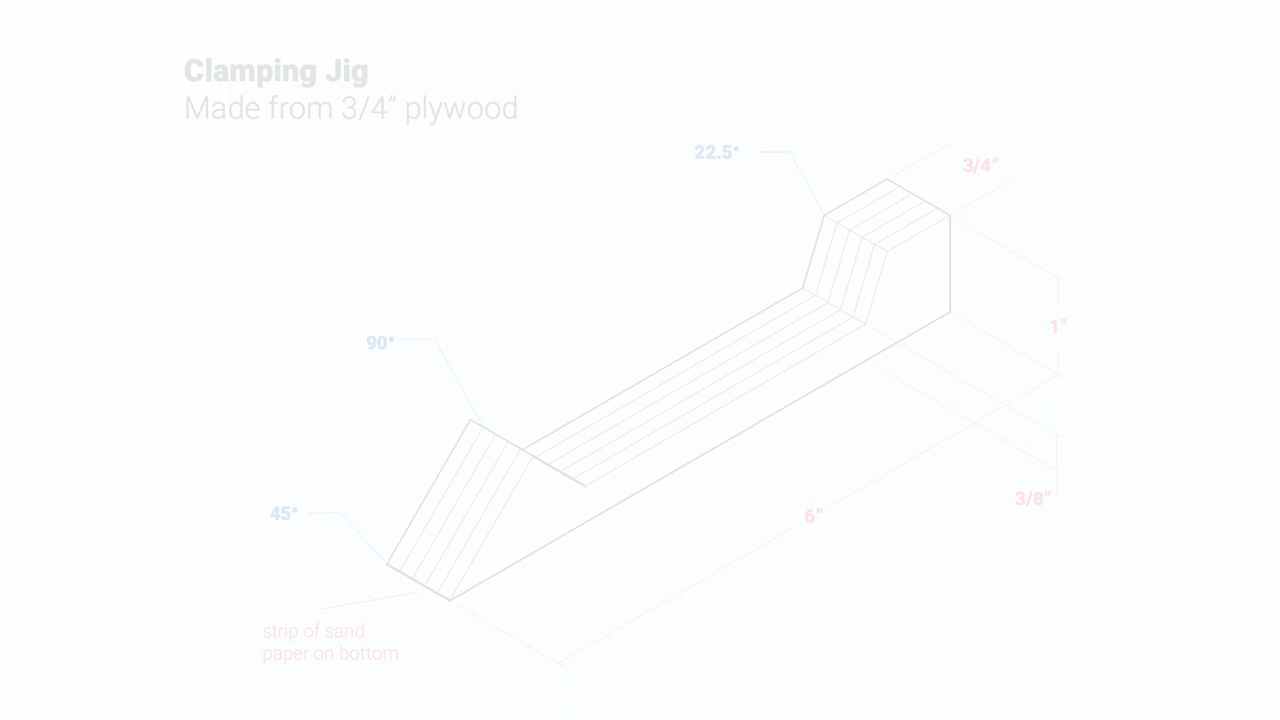 Clamping Jig
Made from 3/4” plywood
22.5°
3/4”
90°
1”
45°
3/8”
6”
strip of sand
paper on bottom